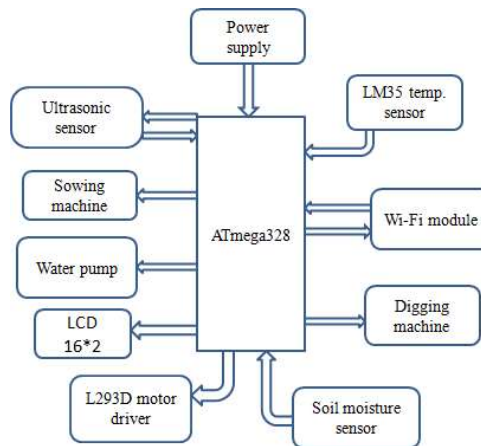 Power
supply
LM35 temp.
sensor
Ultrasonic
sensor
Sowing
machine
ATmega328
Wi-Fi module
Water pump
Digging
machine
LCD
16*2
L293D motor
driver
Soil moisture
sensor